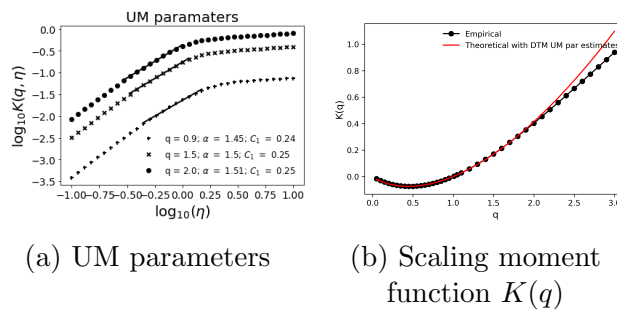 UM paramaters
0.0
−0.5
−1.0
−1.5
−2.0
−2.5
−3.0
−3.5
log₁₀K(q, η)
+ q = 0.9; α = 1.45; C₁ = 0.24
× q = 1.5; α = 1.5; C₁ = 0.25
● q = 2.0; α = 1.51; C₁ = 0.25
−1.00 −0.75 −0.50 −0.25 0.00 0.25 0.50 0.75 1.00
log₁₀(η)
(a) UM parameters
Empirical
Theoretical with DTM UM par estimates
1.0
0.8
0.6
0.4
0.2
0.0
K(q)
0.0 0.5 1.0 1.5 2.0 2.5 3.0
q
(b) Scaling moment
function K(q)